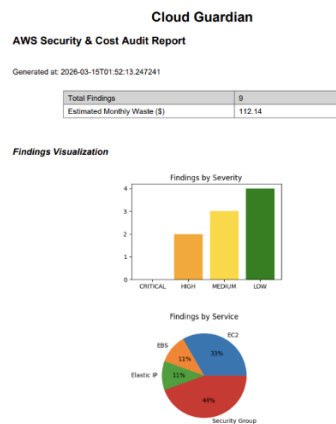 Cloud Guardian
AWS Security & Cost Audit Report
Generated at: 2026-03-15T01:52:13.247241
Total Findings 9
Estimated Monthly Waste ($) 112.14
Findings Visualization
Findings by Severity
4
3
2
1
0
CRITICAL HIGH MEDIUM LOW
Findings by Service
EC2
EBS
33%
11%
Elastic IP 11%
44%
Security Group